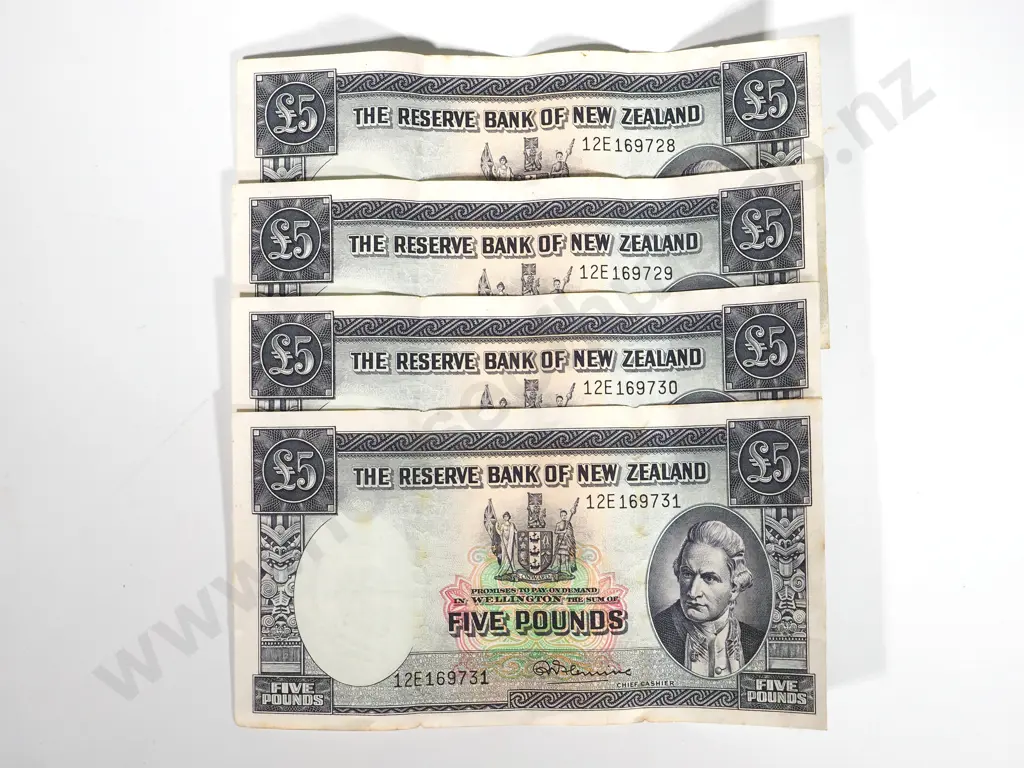 £5 £5
THE RESERVE BANK OF NEW ZEALAND
12E169728
£5 £5
THE RESERVE BANK OF NEW ZEALAND
12E169729
£5 £5
THE RESERVE BANK OF NEW ZEALAND
12E169730
£5 £5
THE RESERVE BANK OF NEW ZEALAND
12E169731
ONWARD
PROMISES TO PAY ON DEMAND
IN WELLINGTON THE SUM OF
FIVE POUNDS
12E169731
CHIEF CASHIER
FIVE
POUNDS
FIVE
POUNDS